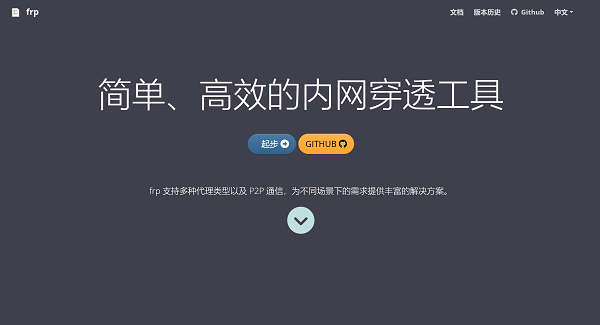 frp
文档 版本历史 Github 中文
简单、高效的内网穿透工具
起步 GITHUB
frp 支持多种代理类型以及 P2P 通信，为不同场景下的需求提供丰富的解决方案。